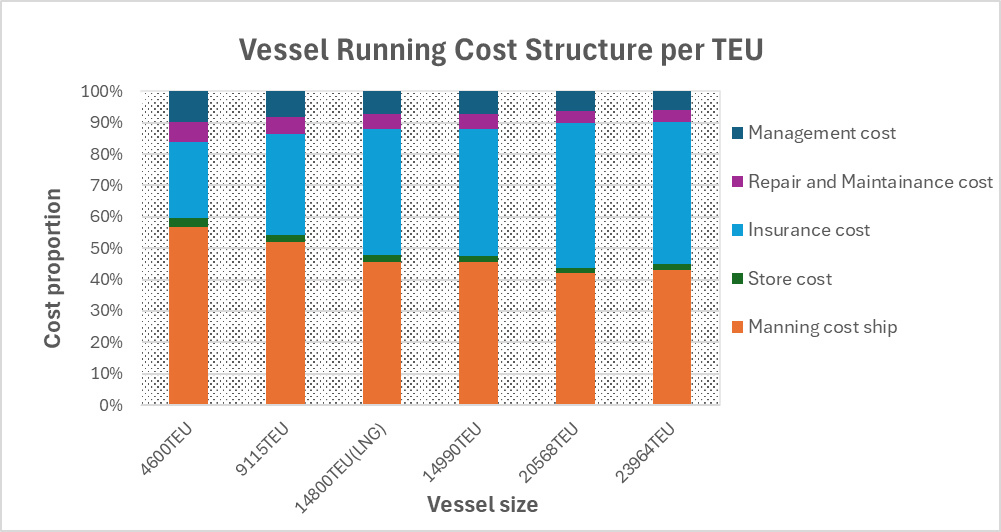 Vessel Running Cost Structure per TEU
100%
90%
80%
70%
60%
50%
40%
30%
20%
10%
0%
Cost proportion
4600TEU
9115TEU
14800TEU(LNG)
14990TEU
20568TEU
23964TEU
Vessel size
Management cost
Repair and Maintainance cost
Insurance cost
Store cost
Manning cost ship